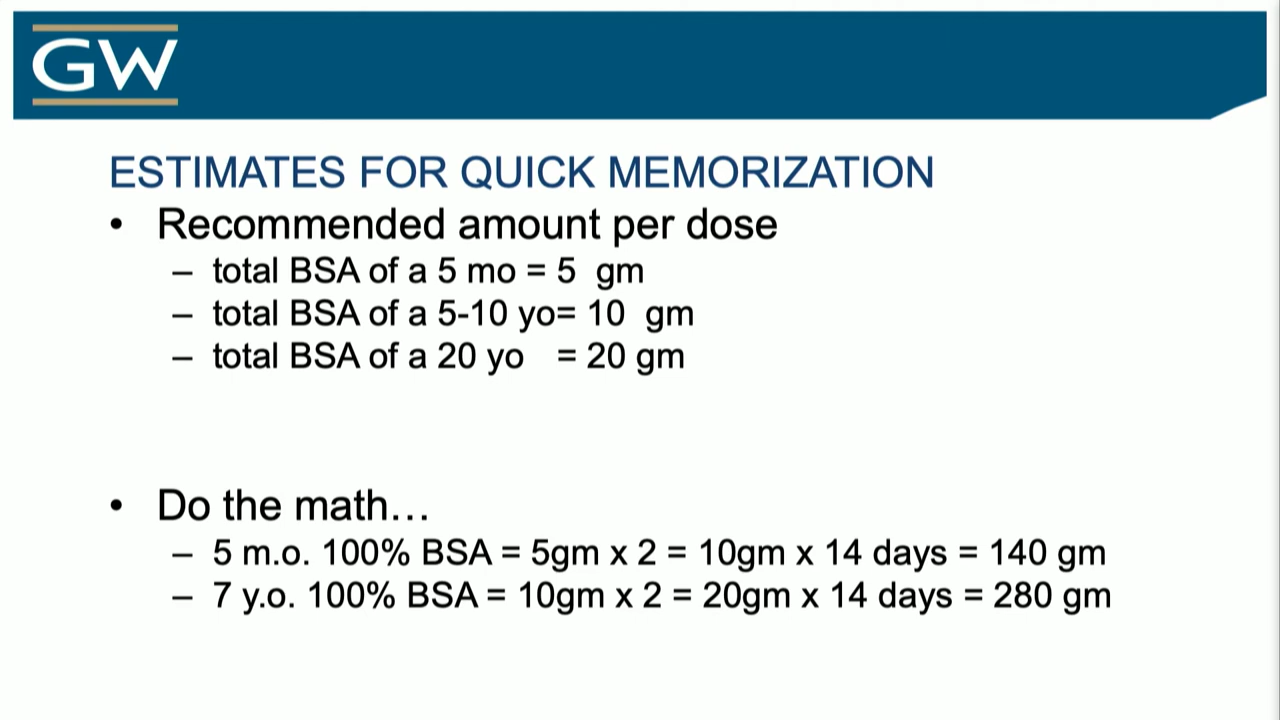 GW
ESTIMATES FOR QUICK MEMORIZATION
• Recommended amount per dose
– total BSA of a 5 mo = 5 gm
– total BSA of a 5-10 yo= 10 gm
– total BSA of a 20 yo = 20 gm
• Do the math…
– 5 m.o. 100% BSA = 5gm x 2 = 10gm x 14 days = 140 gm
– 7 y.o. 100% BSA = 10gm x 2 = 20gm x 14 days = 280 gm